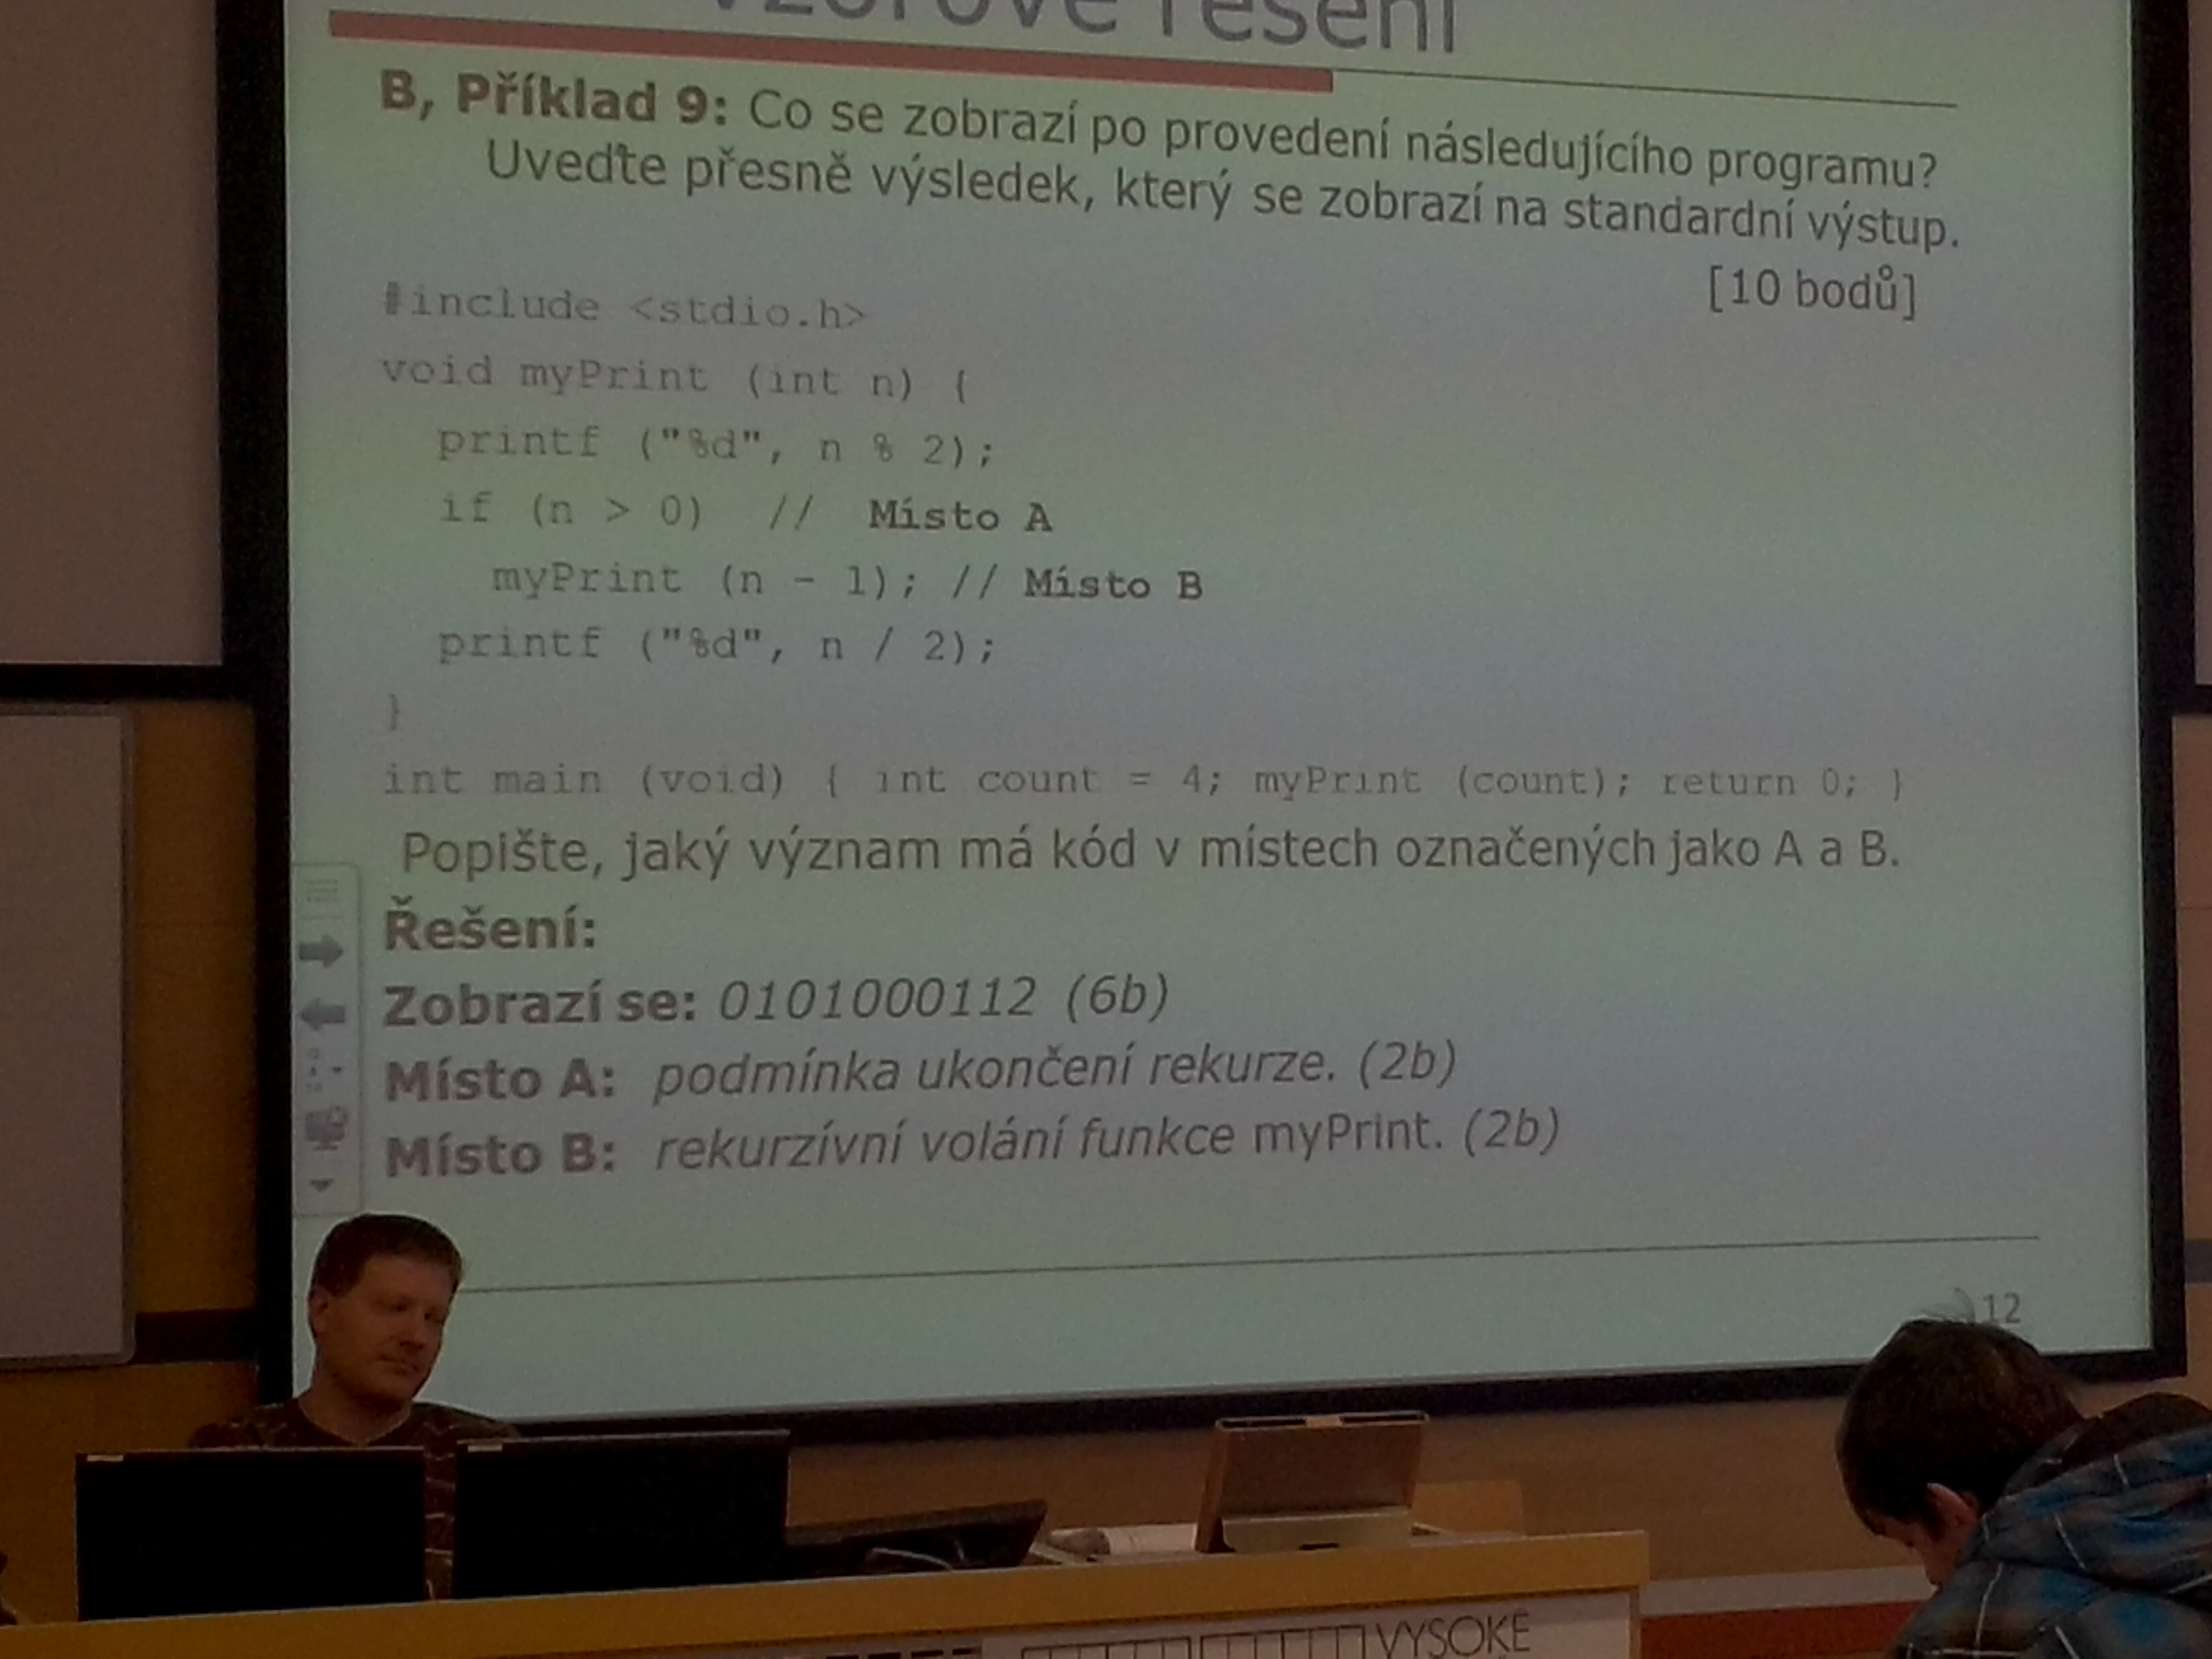 Vzorové řešení
B, Příklad 9: Co se zobrazí po provedení následujícího programu?
Uveďte přesně výsledek, který se zobrazí na standardní výstup.
[10 bodů]
#include <stdio.h>
void myPrint (int n) {
printf ("%d", n % 2);
if (n > 0) // Místo A
myPrint (n - 1); // Místo B
printf ("%d", n / 2);
}
int main (void) { int count = 4; myPrint (count); return 0; }
Popište, jaký význam má kód v místech označených jako A a B.
Řešení:
Zobrazí se: 0101000112 (6b)
Místo A: podmínka ukončení rekurze. (2b)
Místo B: rekurzívní volání funkce myPrint. (2b)
12
VYSOKÉ